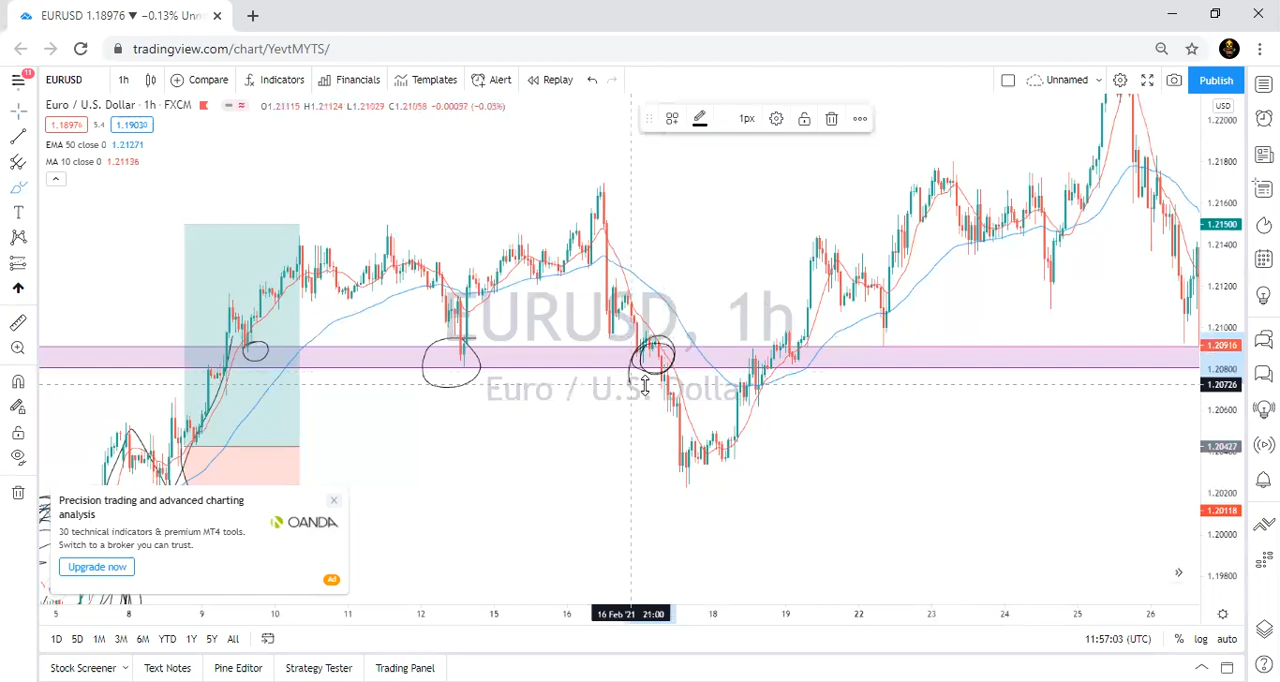 EURUSD 1.18976 ▼ −0.13% Unn
tradingview.com/chart/YevtMYTS/
11
EURUSD 1h Compare Indicators Financials Templates Alert Replay Unnamed Publish
Euro / U.S. Dollar · 1h · FXCM O1.21115 H1.21124 L1.21029 C1.21058 −0.00057 (−0.05%)
1.18976 5.4 1.19030
EMA 50 close 0 1.21271
MA 10 close 0 1.21136
1px
USD
1.22000
1.21800
1.21600
1.21500
1.21400
1.21200
1.21000
1.20916
1.20800
1.20726
1.20600
1.20427
1.20200
1.20118
1.20000
1.19800
EURUSD, 1h
Euro / U.S. Dollar
Precision trading and advanced charting
analysis
OANDA
30 technical indicators & premium MT4 tools.
Switch to a broker you can trust.
Upgrade now
Ad
5 8 9 10 11 12 15 16 16 Feb '21 21:00 18 19 22 23 24 25 26
1D 5D 1M 3M 6M YTD 1Y 5Y All 11:57:03 (UTC) % log auto
Stock Screener Text Notes Pine Editor Strategy Tester Trading Panel